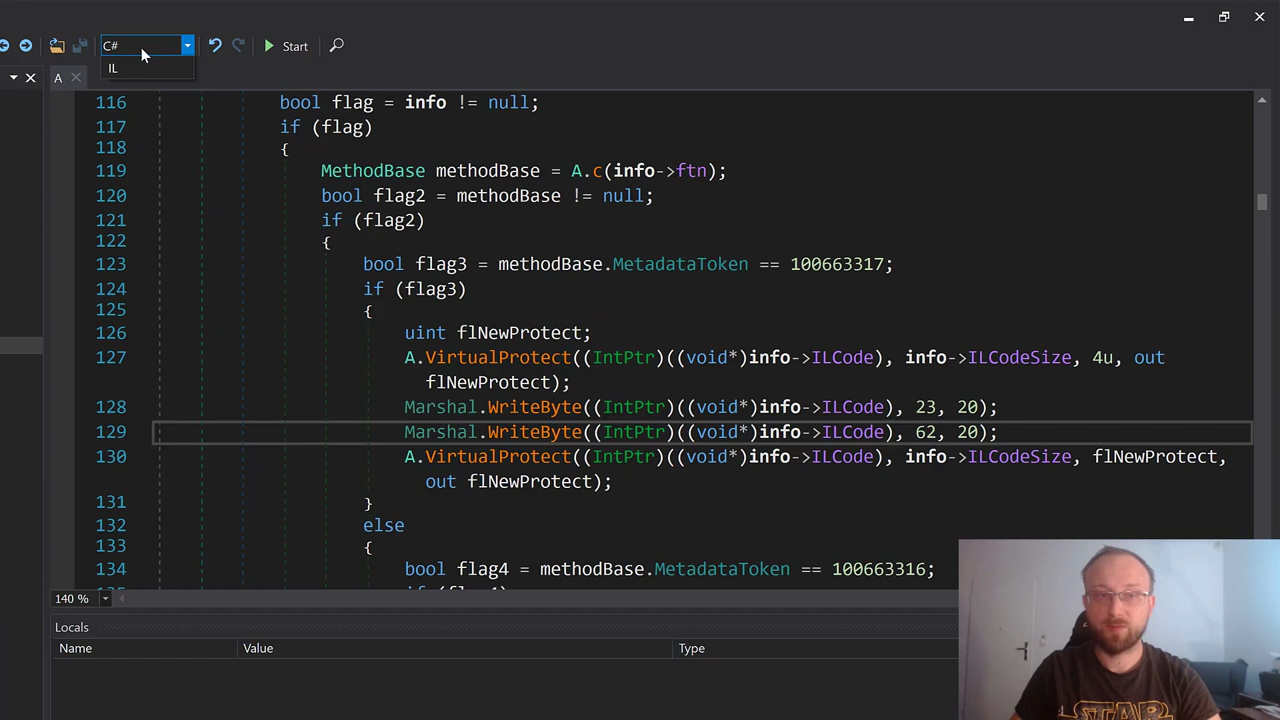 C#
Start
IL
A
116 bool flag = info != null;
117 if (flag)
118 {
119 MethodBase methodBase = A.c(info->ftn);
120 bool flag2 = methodBase != null;
121 if (flag2)
122 {
123 bool flag3 = methodBase.MetadataToken == 100663317;
124 if (flag3)
125 {
126 uint flNewProtect;
127 A.VirtualProtect((IntPtr)((void*)info->ILCode), info->ILCodeSize, 4u, out
flNewProtect);
128 Marshal.WriteByte((IntPtr)((void*)info->ILCode), 23, 20);
129 Marshal.WriteByte((IntPtr)((void*)info->ILCode), 62, 20);
130 A.VirtualProtect((IntPtr)((void*)info->ILCode), info->ILCodeSize, flNewProtect,
out flNewProtect);
131 }
132 else
133 {
134 bool flag4 = methodBase.MetadataToken == 100663316;
140 %
Locals
Name Value Type
STAR